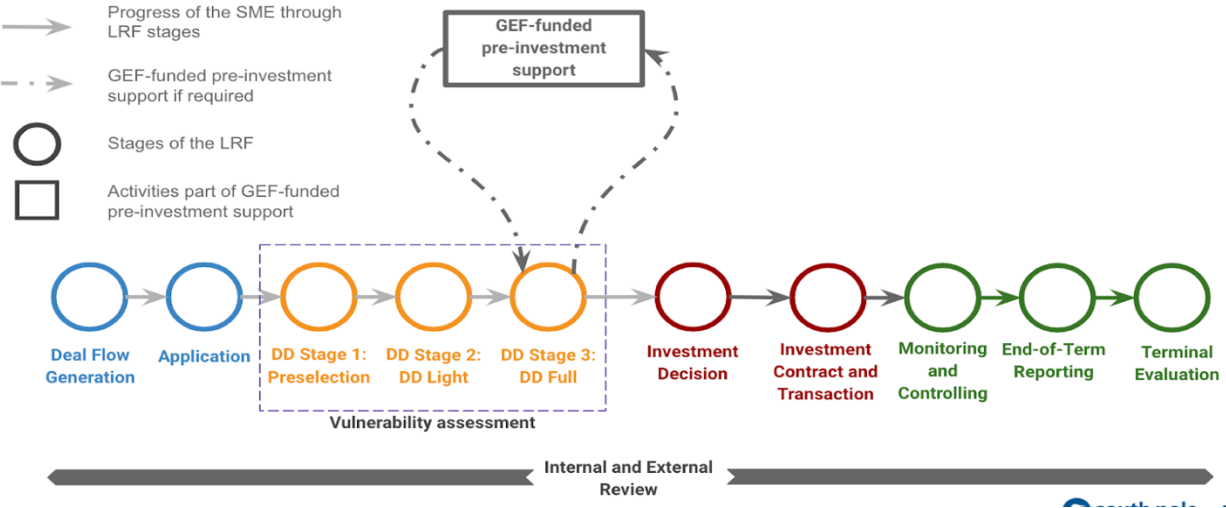 Progress of the SME through
LRF stages
GEF-funded pre-investment
support if required
Stages of the LRF
Activities part of GEF-funded
pre-investment support
GEF-funded
pre-investment
support
Deal Flow
Generation
Application
DD Stage 1:
Preselection
DD Stage 2:
DD Light
DD Stage 3:
DD Full
Investment
Decision
Investment
Contract and
Transaction
Monitoring
and
Controlling
End-of-Term
Reporting
Terminal
Evaluation
Vulnerability assessment
Internal and External
Review